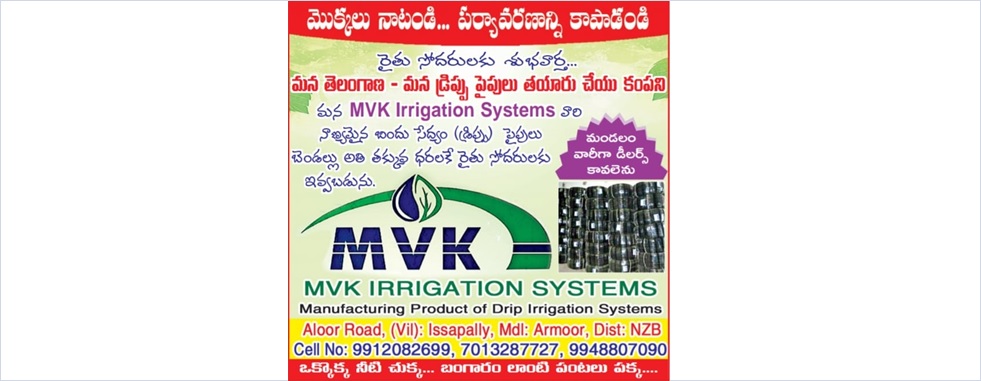 మొక్కలు నాటండి... పర్యావరణాన్ని కాపాడండి
రైతు సోదరులకు శుభవార్త...
మన తెలంగాణ - మన డ్రిప్పు పైపులు తయారు చేయు కంపని
మన MVK Irrigation Systems వారి
నాణ్యమైన బిందు సేద్యం (డ్రిప్పు) పైపులు
బెండల్లు అతి తక్కువ ధరలకే రైతు సోదరులకు
ఇవ్వబడును.
మండలం
వారీగా డీలర్స్
కావలెను
MVK
MVK IRRIGATION SYSTEMS
Manufacturing Product of Drip Irrigation Systems
Aloor Road, (Vil): Issapally, Mdl: Armoor, Dist: NZB
Cell No: 9912082699, 7013287727, 9948807090
ఒక్కొక్క నీటి చుక్క... బంగారం లాంటి పంటలు పక్క....